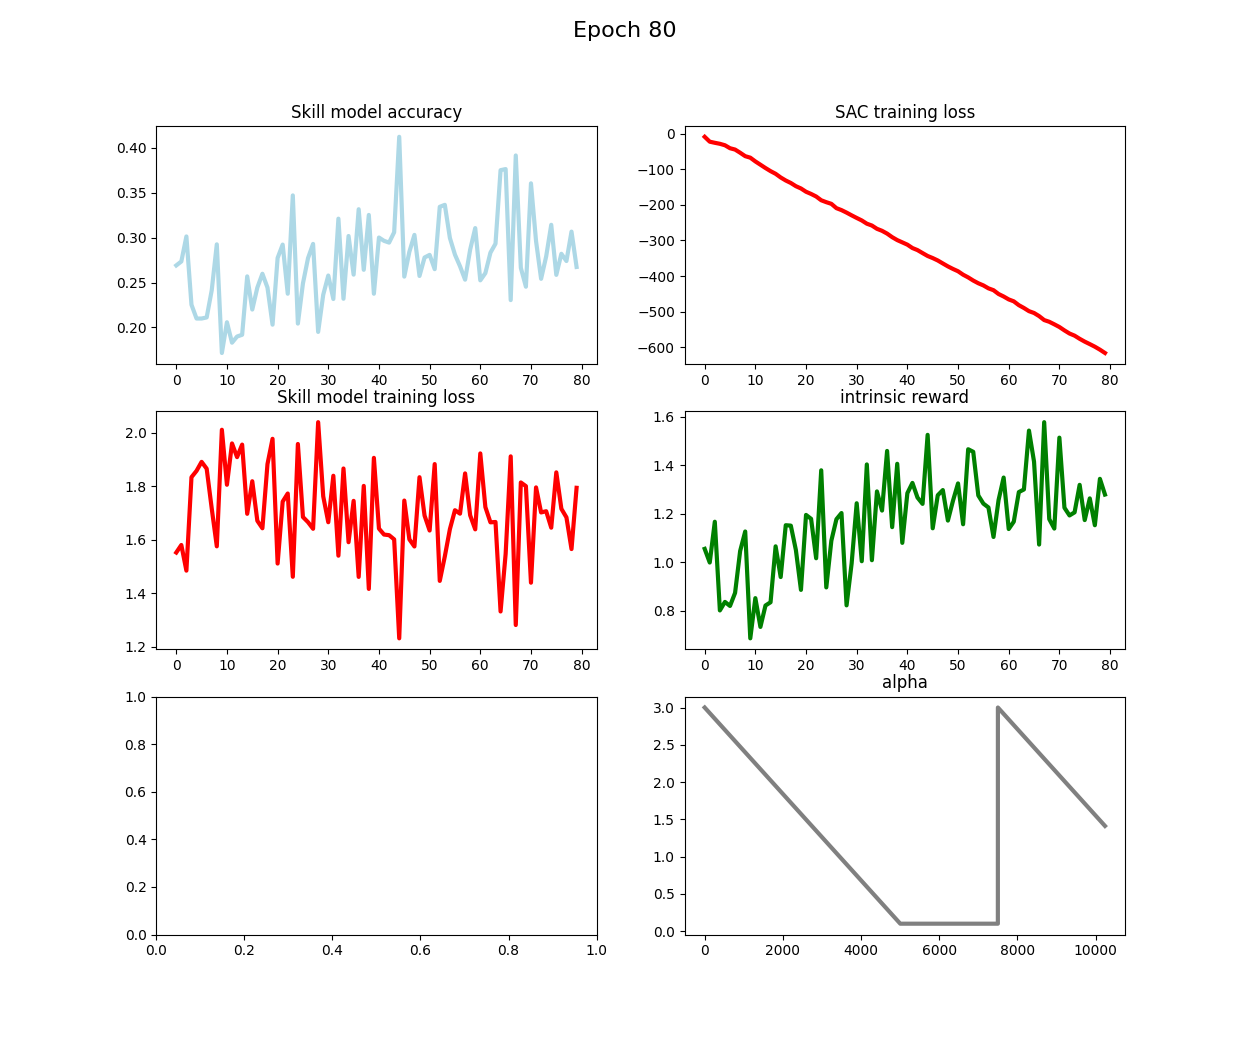 Epoch 80
Skill model accuracy
0.40
0.35
0.30
0.25
0.20
0 10 20 30 40 50 60 70 80
SAC training loss
0
−100
−200
−300
−400
−500
−600
0 10 20 30 40 50 60 70 80
Skill model training loss
2.0
1.8
1.6
1.4
1.2
0 10 20 30 40 50 60 70 80
intrinsic reward
1.6
1.4
1.2
1.0
0.8
0 10 20 30 40 50 60 70 80
1.0
0.8
0.6
0.4
0.2
0.0
0.0 0.2 0.4 0.6 0.8 1.0
alpha
3.0
2.5
2.0
1.5
1.0
0.5
0.0
0 2000 4000 6000 8000 10000